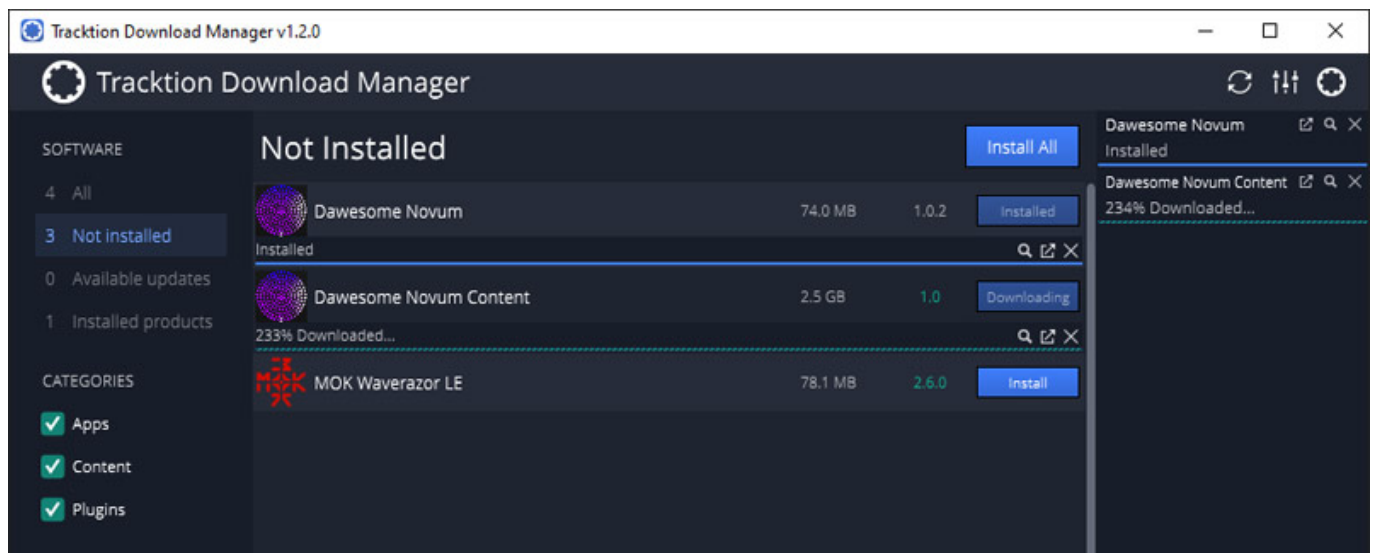 Tracktion Download Manager v1.2.0
Tracktion Download Manager
SOFTWARE
4 All
3 Not installed
0 Available updates
1 Installed products
CATEGORIES
Apps
Content
Plugins
Not Installed
Install All
Dawesome Novum 74.0 MB 1.0.2 Installed
Installed
Dawesome Novum Content 2.5 GB 1.0 Downloading
233% Downloaded...
MOK
MOK Waverazor LE 78.1 MB 2.6.0 Install
Dawesome Novum
Installed
Dawesome Novum Content
234% Downloaded...